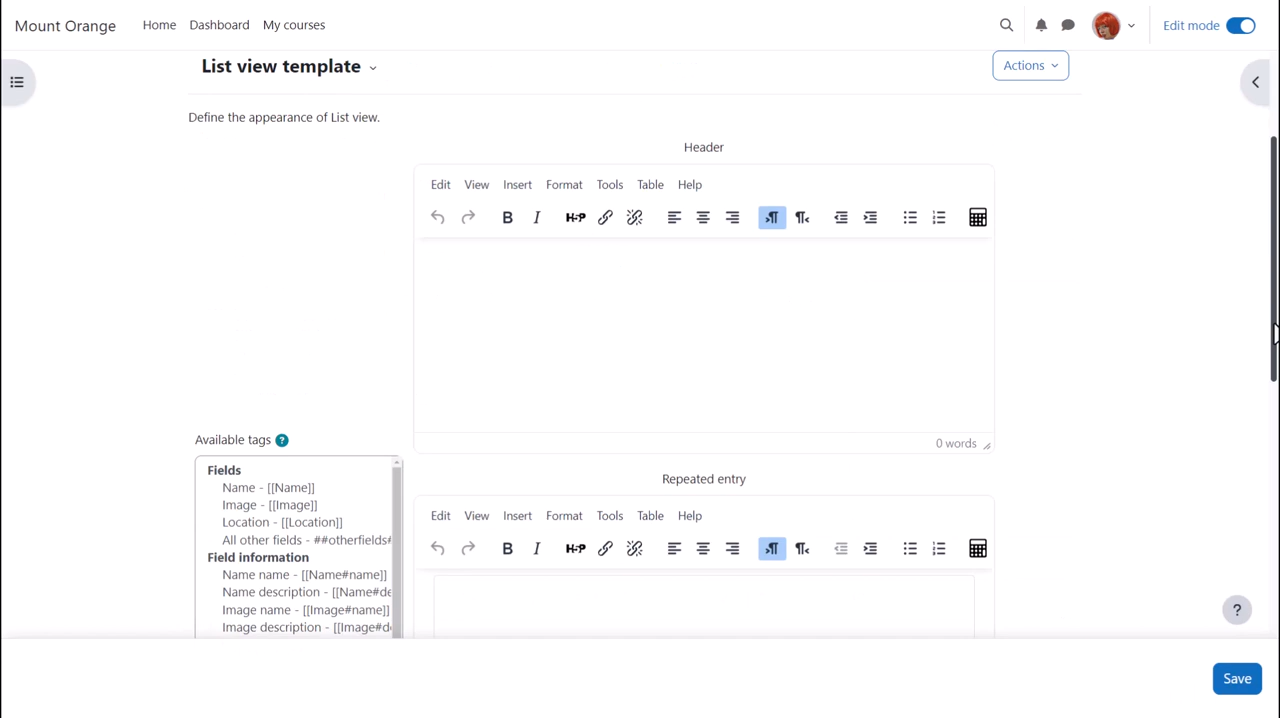 Mount Orange Home Dashboard My courses Edit mode
List view template Actions
Define the appearance of List view.
Header
Edit View Insert Format Tools Table Help
B I H-P
0 words
Available tags ?
Fields
Name - [[Name]]
Image - [[Image]]
Location - [[Location]]
All other fields - ##otherfields#
Field information
Name name - [[Name#name]]
Name description - [[Name#de
Image name - [[Image#name]]
Image description - [[Image#d
Repeated entry
Edit View Insert Format Tools Table Help
B I H-P
?
Save